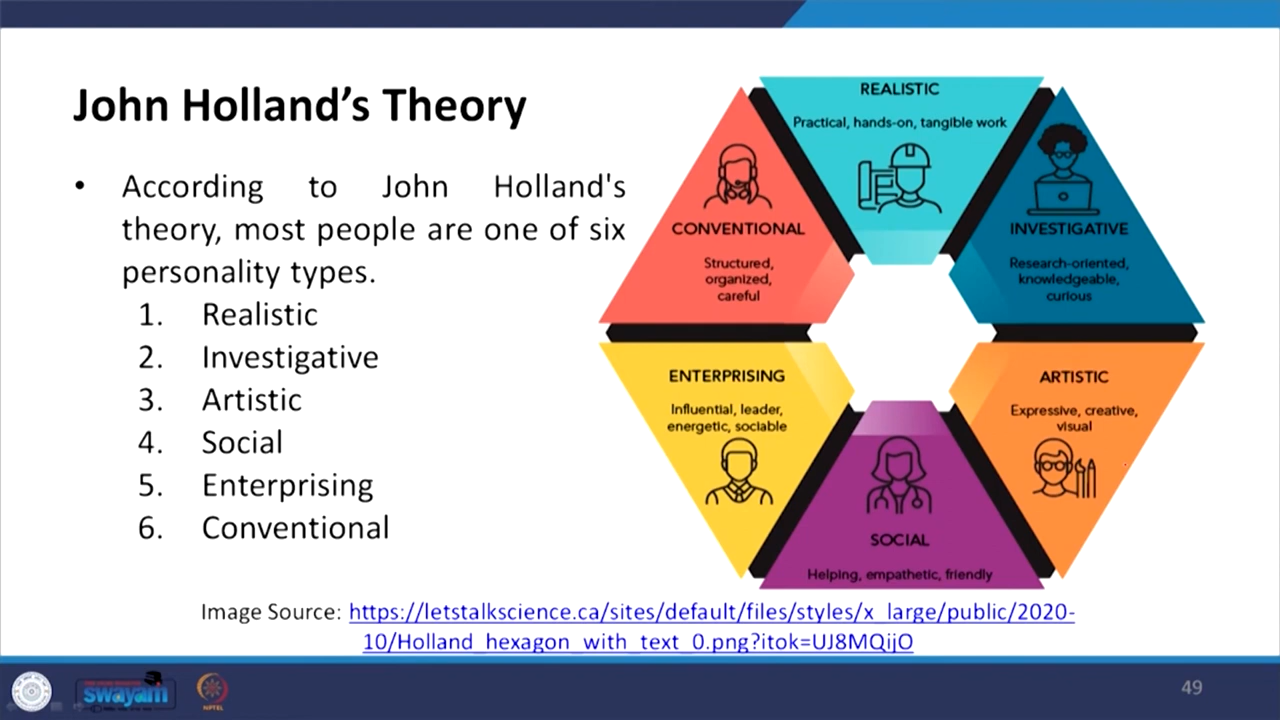 John Holland’s Theory
• According to John Holland's
theory, most people are one of six
personality types.
1. Realistic
2. Investigative
3. Artistic
4. Social
5. Enterprising
6. Conventional
REALISTIC
Practical, hands-on, tangible work
INVESTIGATIVE
Research-oriented,
knowledgeable,
curious
ARTISTIC
Expressive, creative,
visual
SOCIAL
Helping, empathetic, friendly
ENTERPRISING
Influential, leader,
energetic, sociable
CONVENTIONAL
Structured,
organized,
careful
Image Source: https://letstalkscience.ca/sites/default/files/styles/x_large/public/2020-
10/Holland_hexagon_with_text_0.png?itok=UJ8MQijO
swayam
NPTEL
49